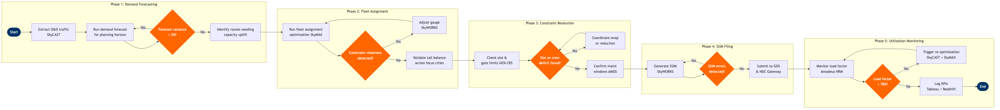 Phase 1: Demand Forecasting
Start
Extract O&D traffic
SkyCAST
Run demand forecast
for planning horizon
Yes
Forecast variance
> 5%?
No
Identify routes needing
capacity uplift
Phase 2: Fleet Assignment
Run fleet assignment
optimisation SkyMAX
Constraint violations
detected?
Yes
Adjust gauge
SkyWORKS
No
Validate tail balance
across focus cities
Phase 3: Constraint Resolution
Check slot &
gate limits IATA CRS
Slot or crew
deficit found?
Yes
Coordinate swap
or reduction
No
Confirm maint
windows AMOS
Phase 4: SSIM Filing
Generate SSIM
SkyWORKS
Yes
SSIM errors
detected?
No
Submit to GDS
& NDC Gateway
Phase 5: Utilization Monitoring
Monitor load factor
Amadeus NRM
Load factor
< 78%?
Yes
Trigger re-optimisation
SkyCAST + SkyMAX
No
Log KPIs
Tableau / Redshift
End